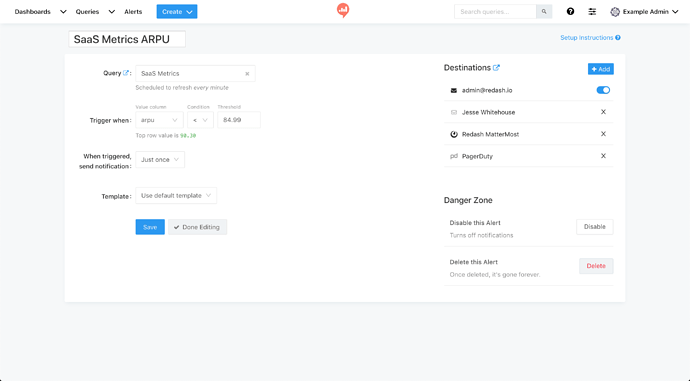 Dashboards Queries Alerts Create Search queries... Example Admin
SaaS Metrics ARPU Setup Instructions
Query : SaaS Metrics ×
Scheduled to refresh every minute
Value column Condition Threshold
Trigger when: arpu < 84.99
Top row value is 90.30
When triggered,
send notification: Just once
Template: Use default template
Save Done Editing
Destinations + Add
admin@redash.io
Jesse Whitehouse
Redash MatterMost
pd PagerDuty
Danger Zone
Disable this Alert
Turns off notifications
Disable
Delete this Alert
Once deleted, it's gone forever.
Delete